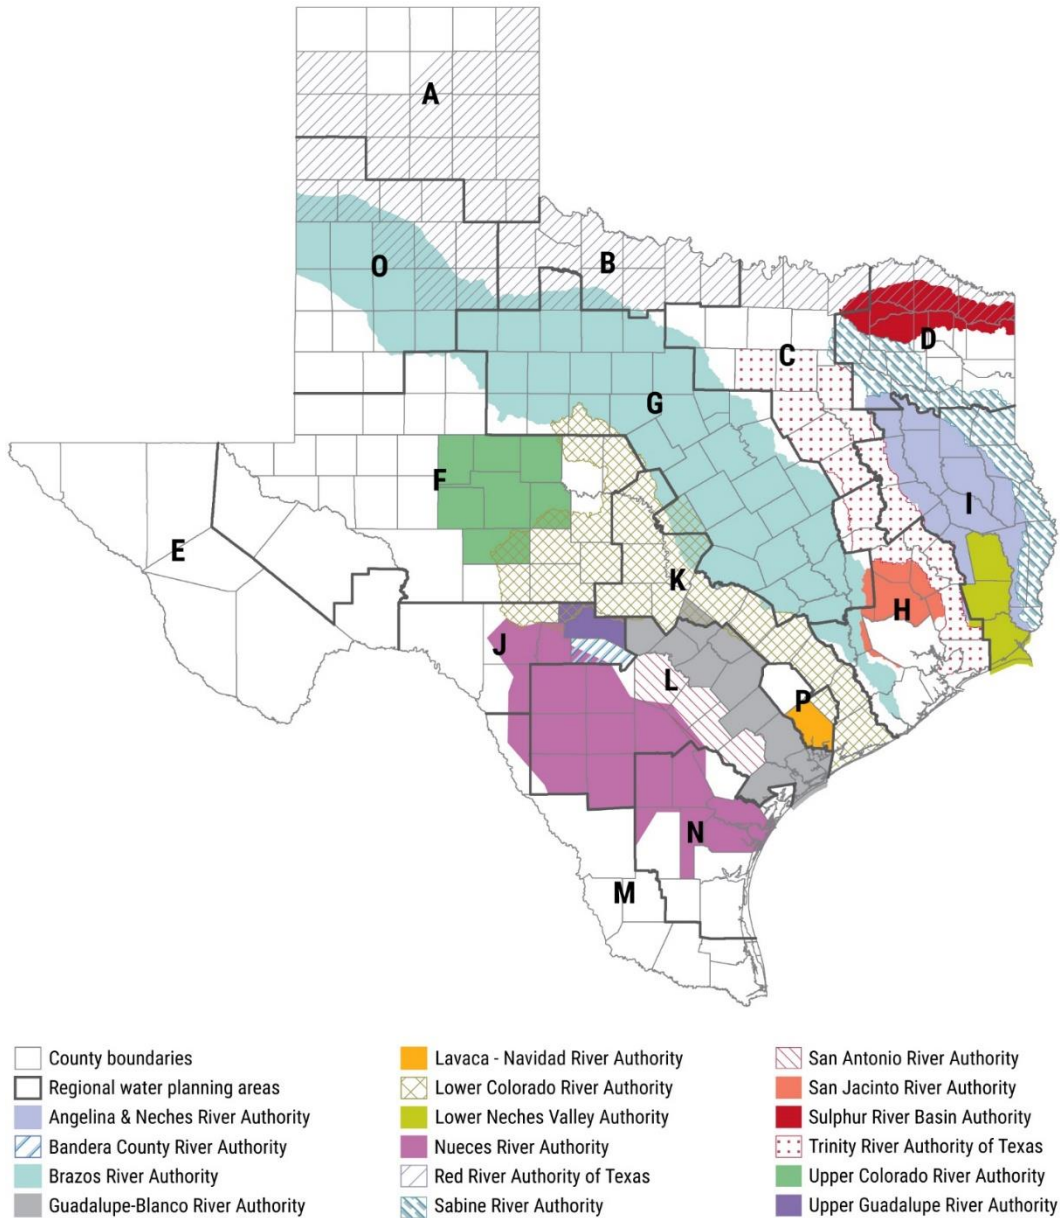 A
B
O
D
C
G
F
I
E
K
H
J
L
P
N
M
County boundaries
Regional water planning areas
Angelina & Neches River Authority
Bandera County River Authority
Brazos River Authority
Guadalupe-Blanco River Authority
Lavaca - Navidad River Authority
Lower Colorado River Authority
Lower Neches Valley Authority
Nueces River Authority
Red River Authority of Texas
Sabine River Authority
San Antonio River Authority
San Jacinto River Authority
Sulphur River Basin Authority
Trinity River Authority of Texas
Upper Colorado River Authority
Upper Guadalupe River Authority